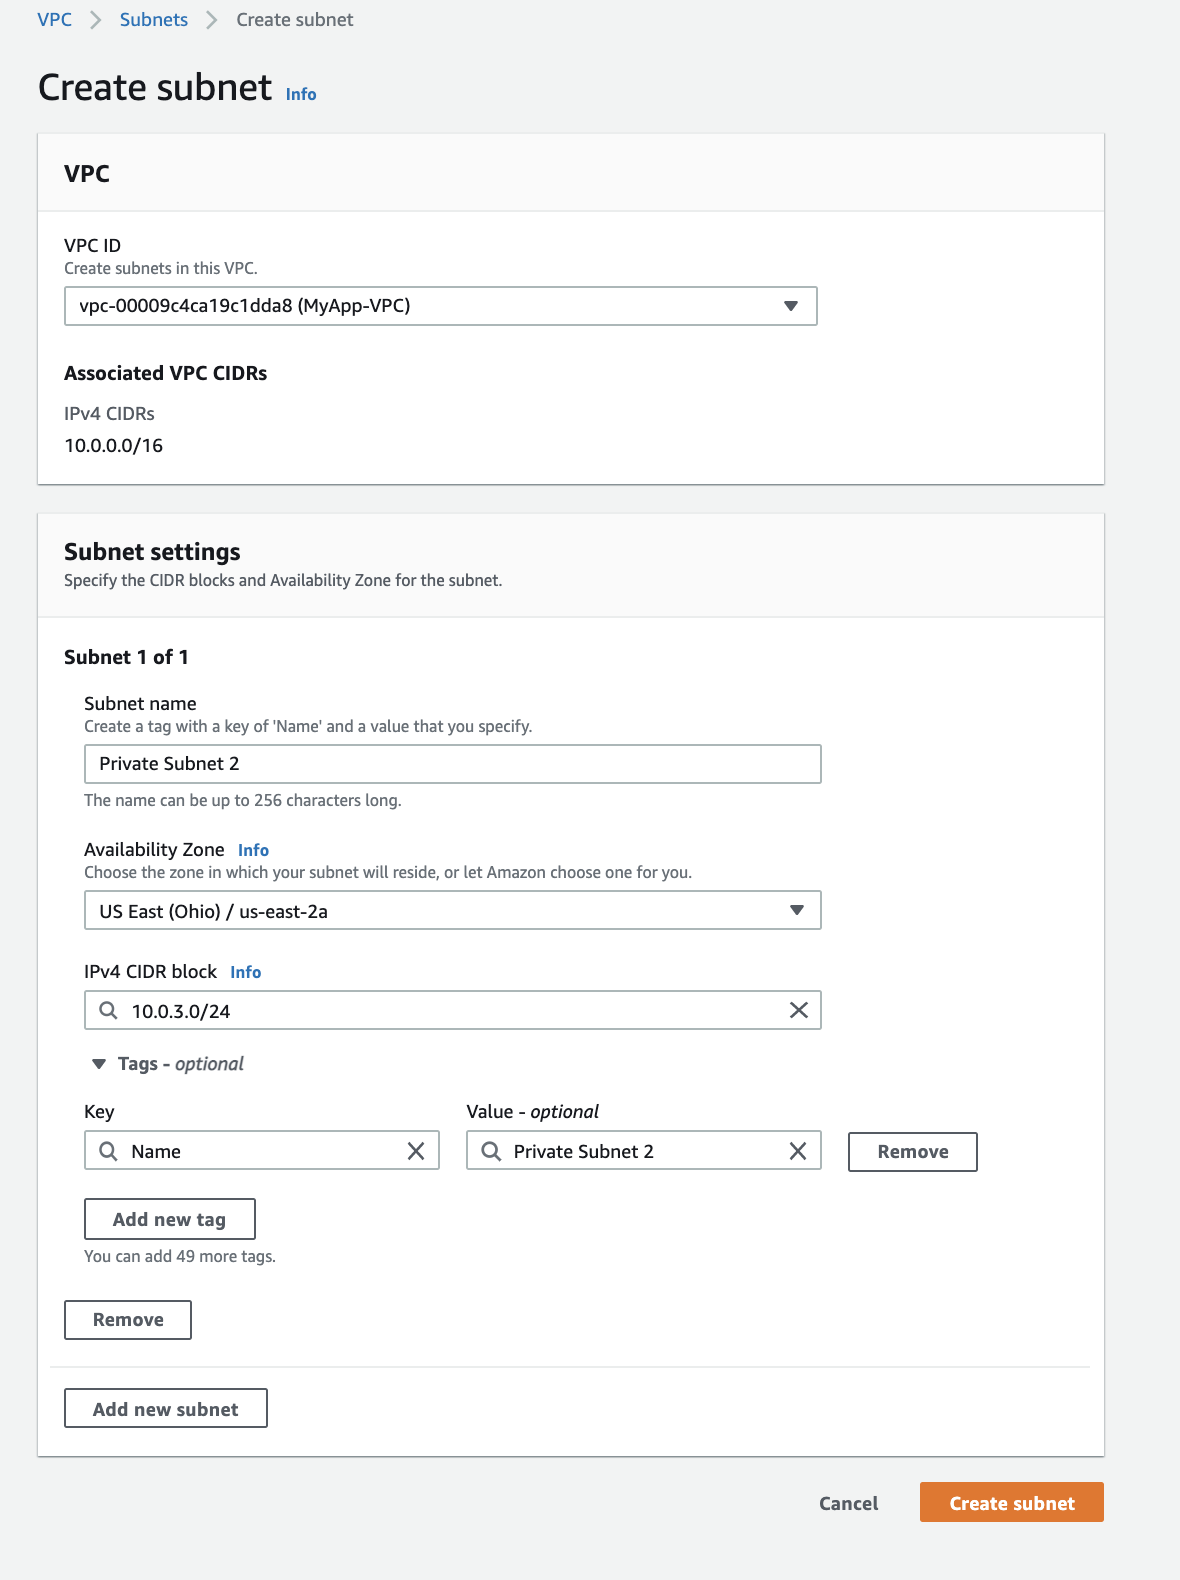 VPC > Subnets > Create subnet
Create subnet Info
VPC
VPC ID
Create subnets in this VPC.
vpc-00009c4ca19c1dda8 (MyApp-VPC)
Associated VPC CIDRs
IPv4 CIDRs
10.0.0.0/16
Subnet settings
Specify the CIDR blocks and Availability Zone for the subnet.
Subnet 1 of 1
Subnet name
Create a tag with a key of 'Name' and a value that you specify.
Private Subnet 2
The name can be up to 256 characters long.
Availability Zone Info
Choose the zone in which your subnet will reside, or let Amazon choose one for you.
US East (Ohio) / us-east-2a
IPv4 CIDR block Info
10.0.3.0/24
Tags - optional
Key Value - optional
Name Private Subnet 2 Remove
Add new tag
You can add 49 more tags.
Remove
Add new subnet
Cancel Create subnet